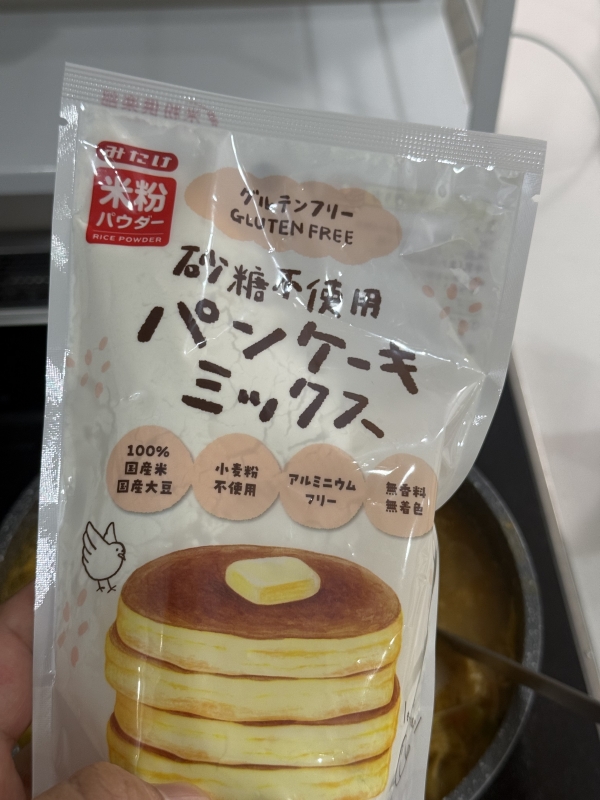 みたけ
米粉
パウダー
RICE POWDER
グルテンフリー
GLUTEN FREE
砂糖不使用
パンケーキ
ミックス
100%
国産米
国産大豆
小麦粉
不使用
アルミニウム
フリー
無香料
無着色